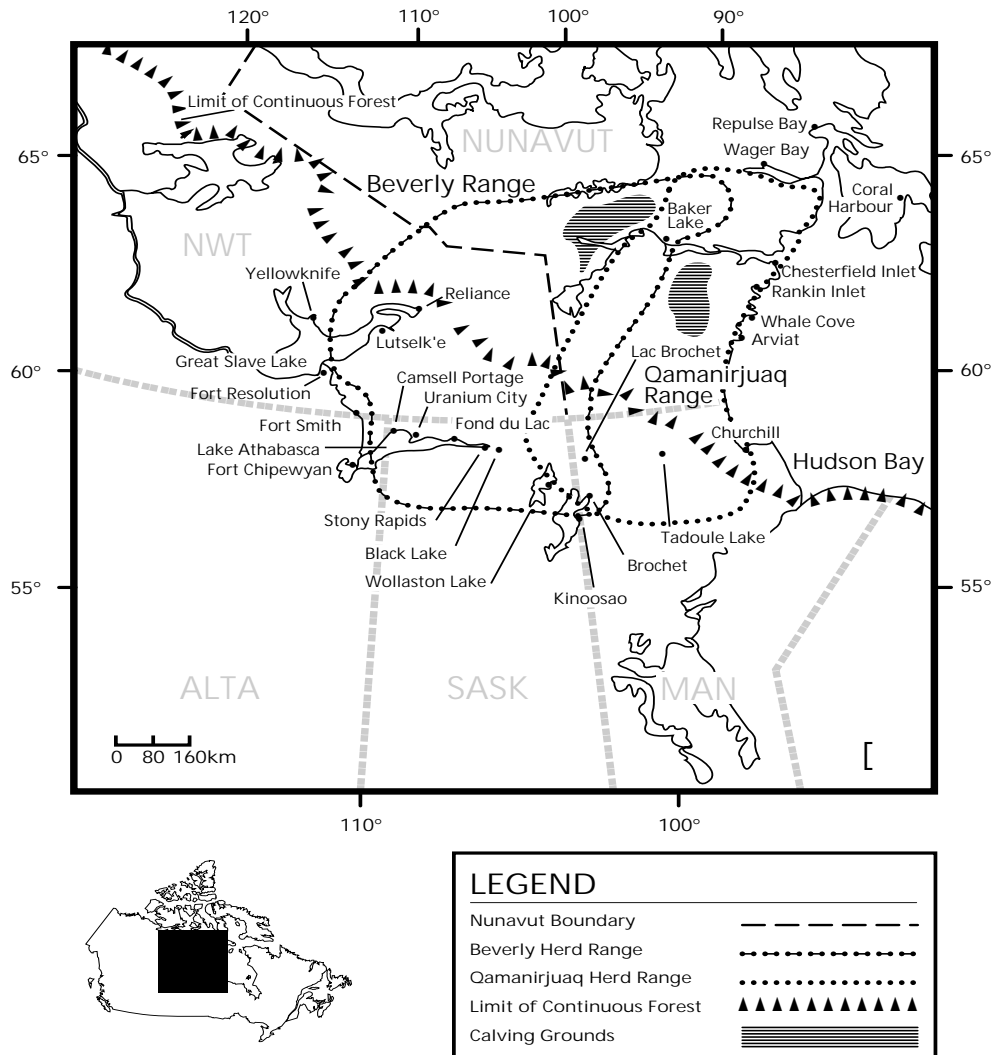 120°
110°
100°
90°
Limit of Continuous Forest
NUNAVUT
Repulse Bay
Wager Bay
65°
65°
Beverly Range
Coral
Harbour
Baker
Lake
NWT
Yellowknife
Reliance
Chesterfield Inlet
Rankin Inlet
Whale Cove
Arviat
Lutselk'e
Lac Brochet
Great Slave Lake
60°
60°
Camsell Portage
Qamanirjuaq
Range
Fort Resolution
Uranium City
Fort Smith
Fond du Lac
Churchill
Lake Athabasca
Fort Chipewyan
Hudson Bay
Stony Rapids
Tadoule Lake
Black Lake
Brochet
Wollaston Lake
55°
55°
Kinoosao
ALTA
SASK
MAN
0 80 160km
[
110°
100°
LEGEND
Nunavut Boundary
Beverly Herd Range
Qamanirjuaq Herd Range
Limit of Continuous Forest
Calving Grounds